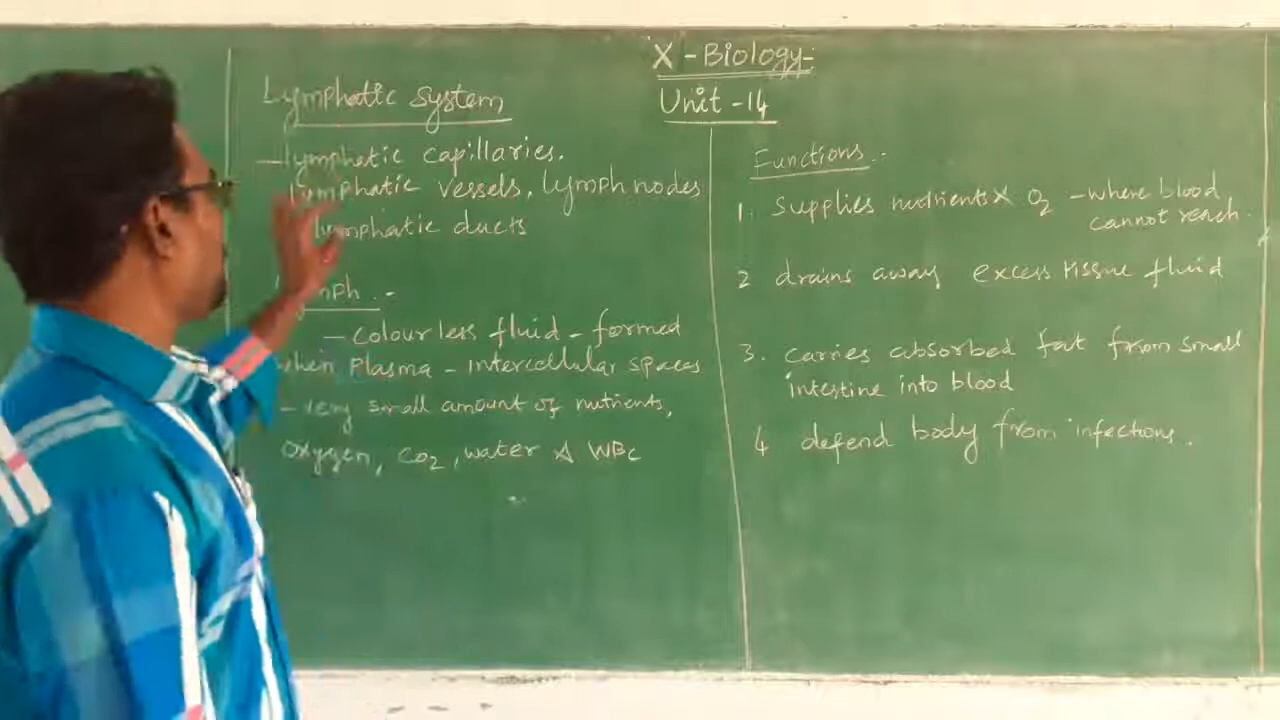 X - Biology:-
Unit - 14
Lymphatic system
- lymphatic capillaries.
lymphatic vessels, lymph nodes
lymphatic ducts
mph :-
- Colourless fluid - formed
when Plasma - intercellular spaces
- very small amount of nutrients,
oxygen, CO2, water & WBC
Functions :-
1. Supplies nutrients & O2 - where blood
cannot reach.
2 drains away excess tissue fluid
3. carries absorbed fat from small
intestine into blood
4 defend body from infections.